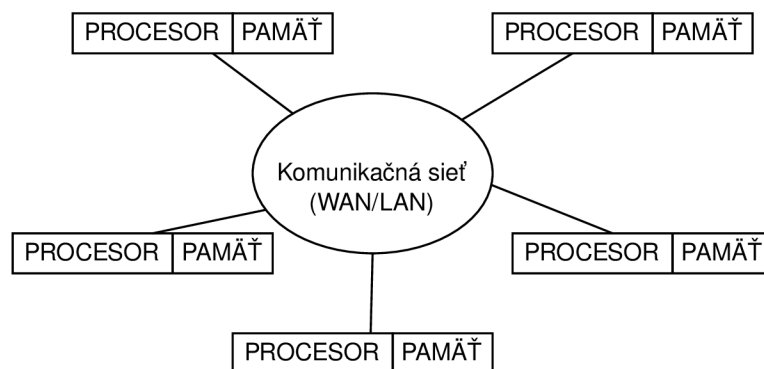 PROCESOR PAMÄŤ
PROCESOR PAMÄŤ
Komunikačná sieť
(WAN/LAN)
PROCESOR PAMÄŤ
PROCESOR PAMÄŤ
PROCESOR PAMÄŤ